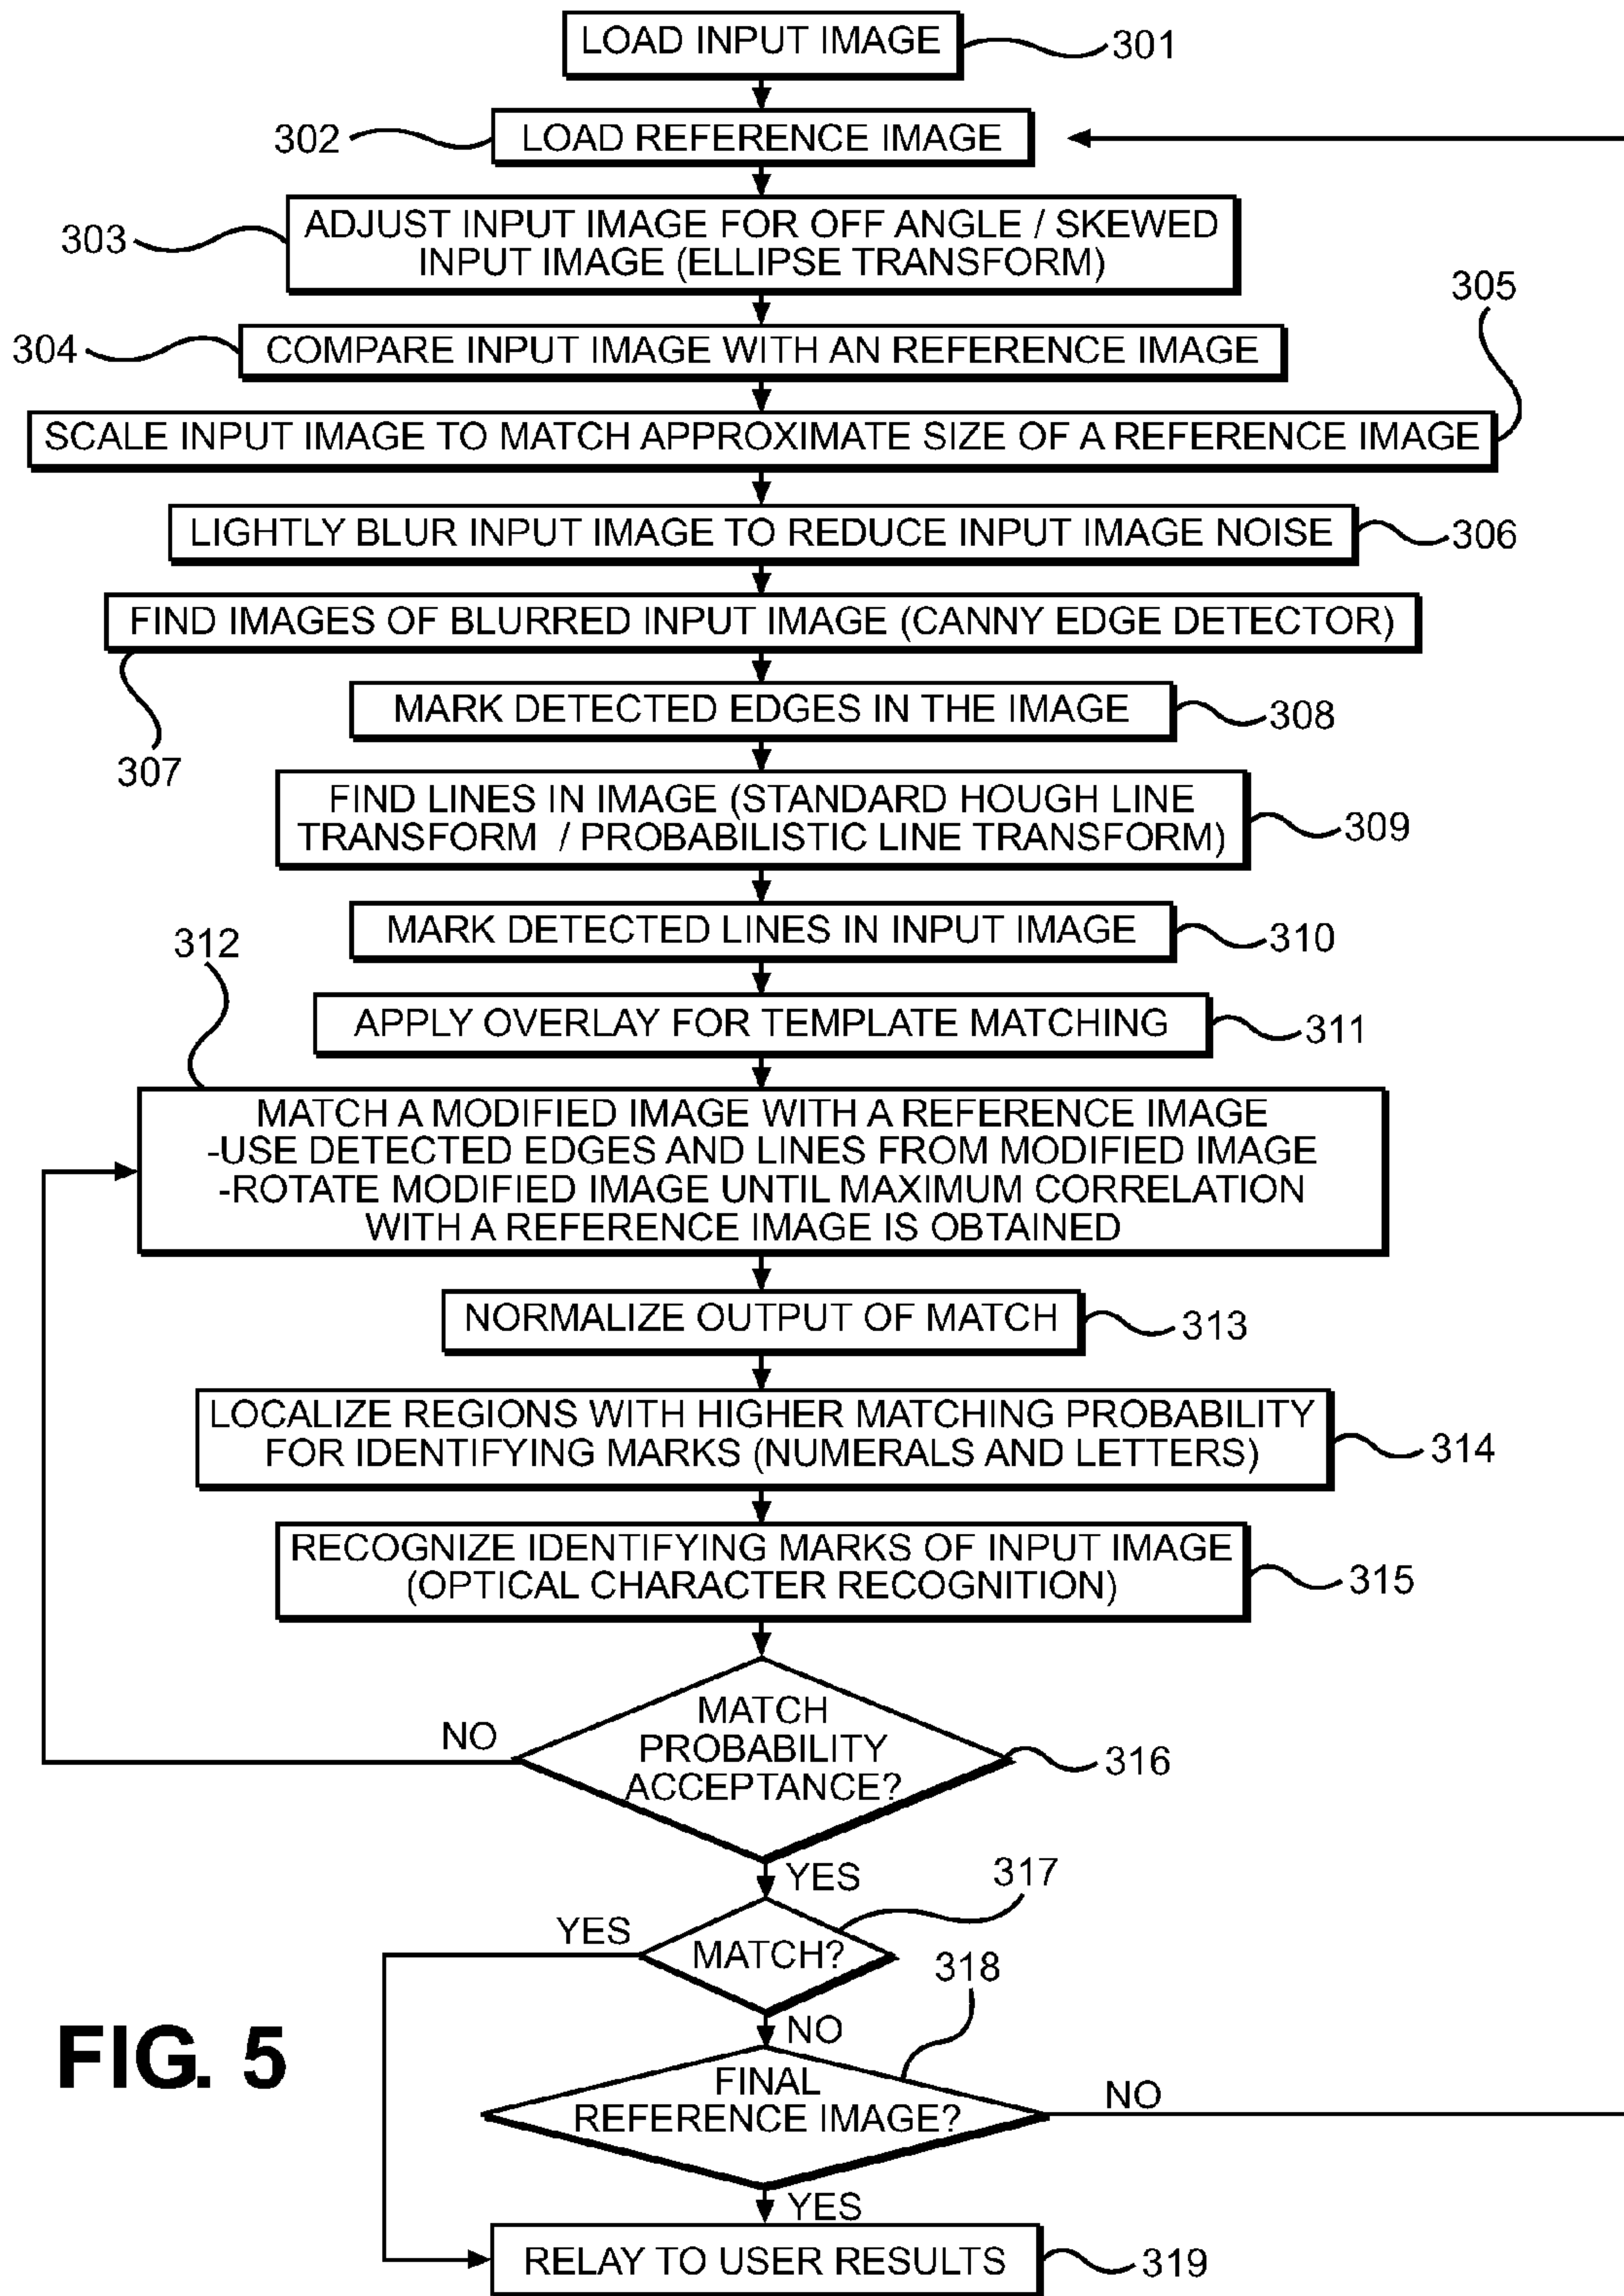 LOAD INPUT IMAGE
301
302
LOAD REFERENCE IMAGE
303
ADJUST INPUT IMAGE FOR OFF ANGLE / SKEWED
INPUT IMAGE (ELLIPSE TRANSFORM)
305
304
COMPARE INPUT IMAGE WITH AN REFERENCE IMAGE
SCALE INPUT IMAGE TO MATCH APPROXIMATE SIZE OF A REFERENCE IMAGE
LIGHTLY BLUR INPUT IMAGE TO REDUCE INPUT IMAGE NOISE
306
FIND IMAGES OF BLURRED INPUT IMAGE (CANNY EDGE DETECTOR)
307
MARK DETECTED EDGES IN THE IMAGE
308
FIND LINES IN IMAGE (STANDARD HOUGH LINE
TRANSFORM / PROBABILISTIC LINE TRANSFORM)
309
MARK DETECTED LINES IN INPUT IMAGE
310
312
APPLY OVERLAY FOR TEMPLATE MATCHING
311
MATCH A MODIFIED IMAGE WITH A REFERENCE IMAGE
-USE DETECTED EDGES AND LINES FROM MODIFIED IMAGE
-ROTATE MODIFIED IMAGE UNTIL MAXIMUM CORRELATION
WITH A REFERENCE IMAGE IS OBTAINED
NORMALIZE OUTPUT OF MATCH
313
LOCALIZE REGIONS WITH HIGHER MATCHING PROBABILITY
FOR IDENTIFYING MARKS (NUMERALS AND LETTERS)
314
RECOGNIZE IDENTIFYING MARKS OF INPUT IMAGE
(OPTICAL CHARACTER RECOGNITION)
315
NO
MATCH
PROBABILITY
ACCEPTANCE?
316
YES
317
YES
MATCH?
318
NO
FIG. 5
FINAL
REFERENCE IMAGE?
NO
YES
RELAY TO USER RESULTS
319